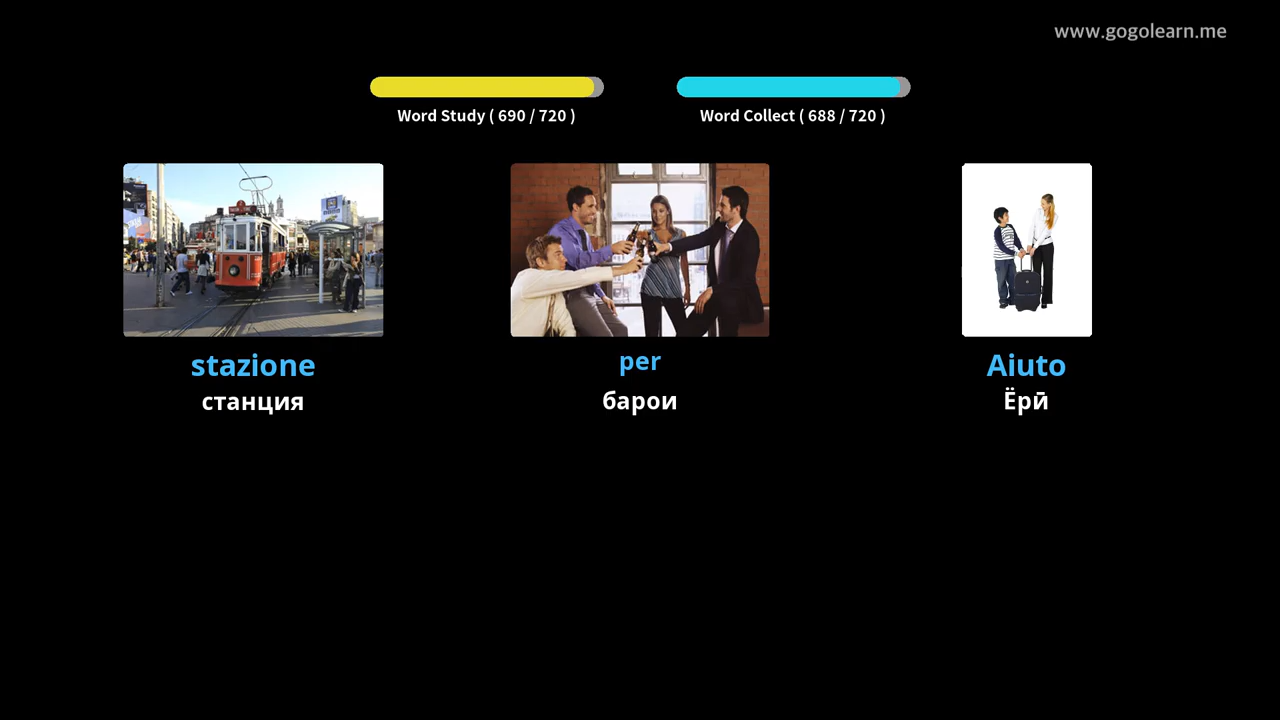 www.gogolearn.me
Word Study ( 690 / 720 )
Word Collect ( 688 / 720 )
stazione
per
Aiuto
станция
барои
Ёрӣ